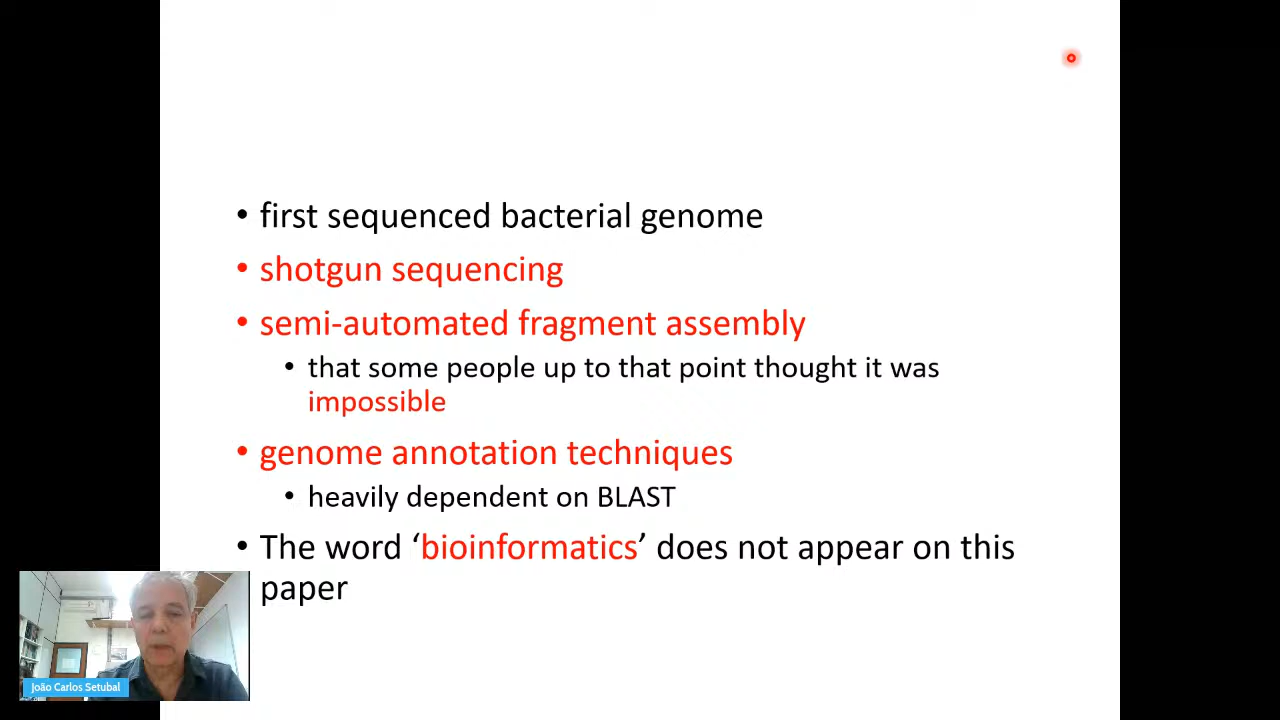 • first sequenced bacterial genome
• shotgun sequencing
• semi-automated fragment assembly
• that some people up to that point thought it was
impossible
• genome annotation techniques
• heavily dependent on BLAST
• The word ‘bioinformatics’ does not appear on this
paper
João Carlos Setubal